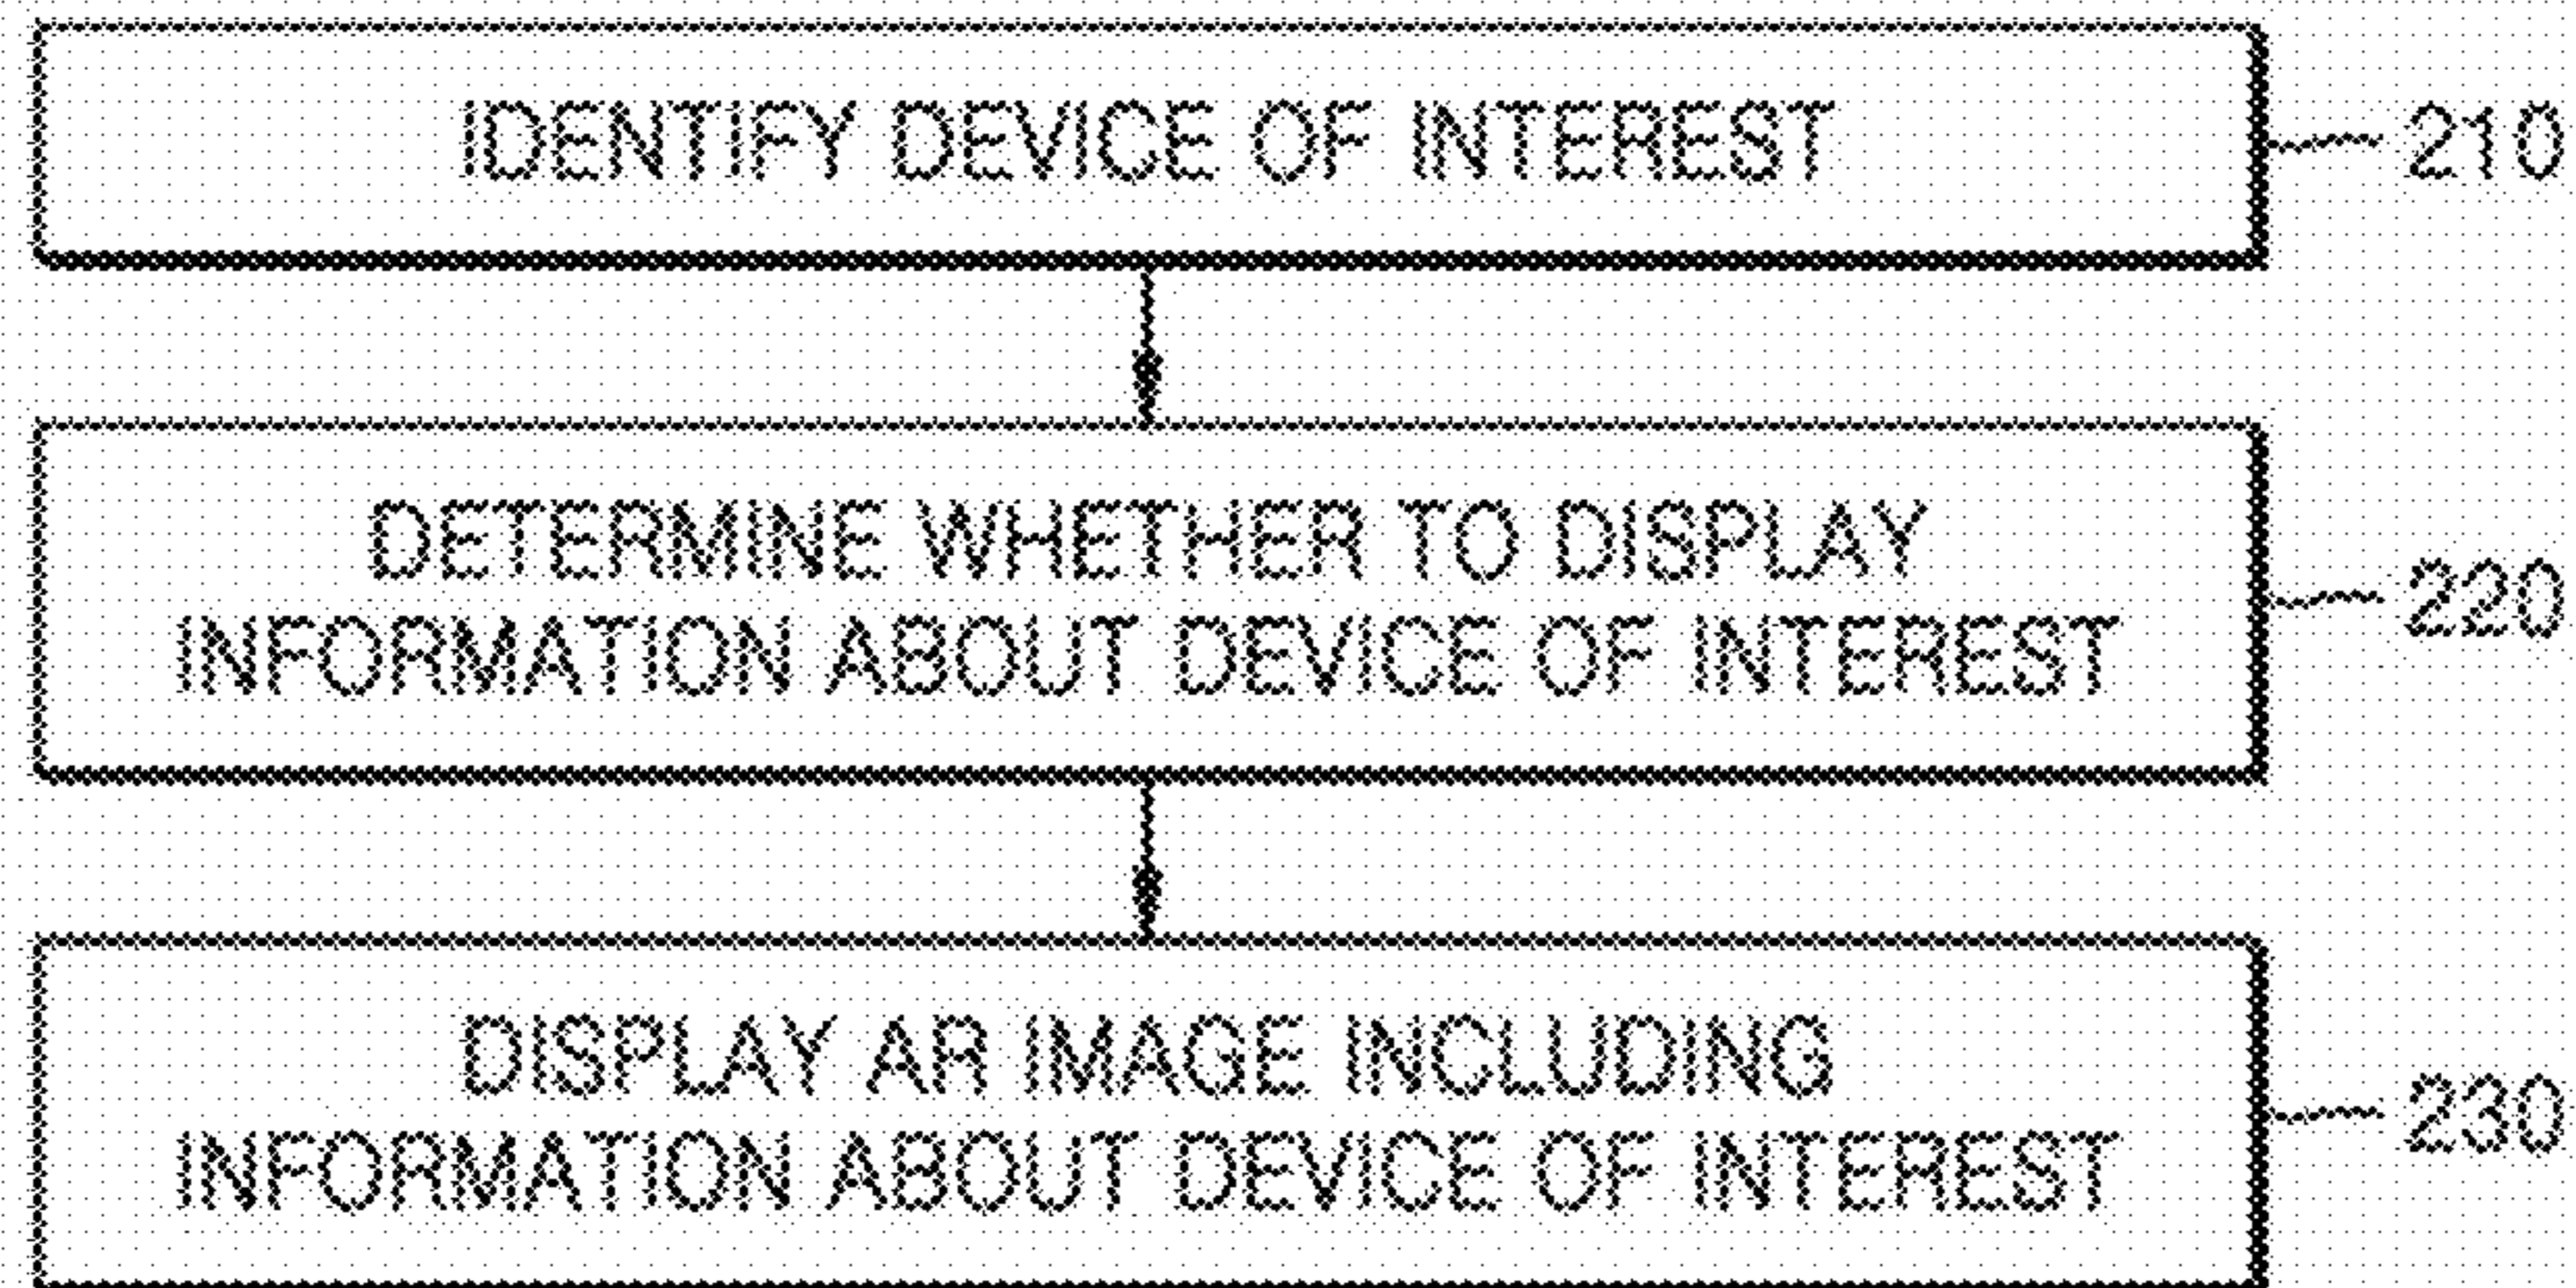 IDENTIFY DEVICE OF INTEREST
210
DETERMINE WHETHER TO DISPLAY
INFORMATION ABOUT DEVICE OF INTEREST
220
DISPLAY AR IMAGE INCLUDING
INFORMATION ABOUT DEVICE OF INTEREST
230